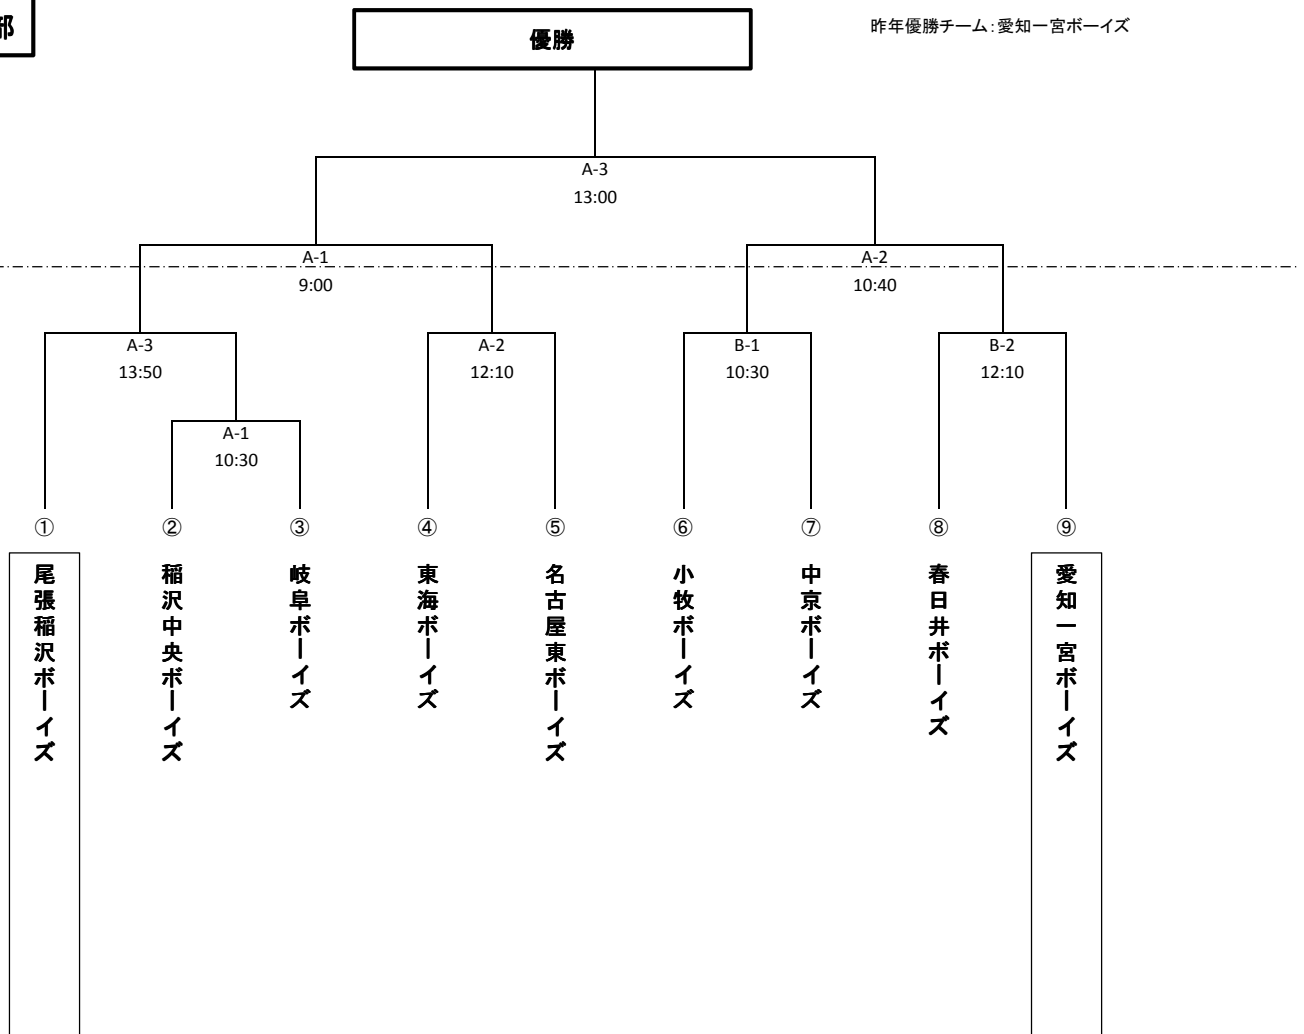 部
優勝
昨年優勝チーム：愛知一宮ボーイズ
A-3
13:00
A-1
9:00
A-2
10:40
A-3
13:50
A-2
12:10
B-1
10:30
B-2
12:10
A-1
10:30
①
②
③
④
⑤
⑥
⑦
⑧
⑨
尾張稲沢ボーイズ
稲沢中央ボーイズ
岐阜ボーイズ
東海ボーイズ
名古屋東ボーイズ
小牧ボーイズ
中京ボーイズ
春日井ボーイズ
愛知一宮ボーイズ